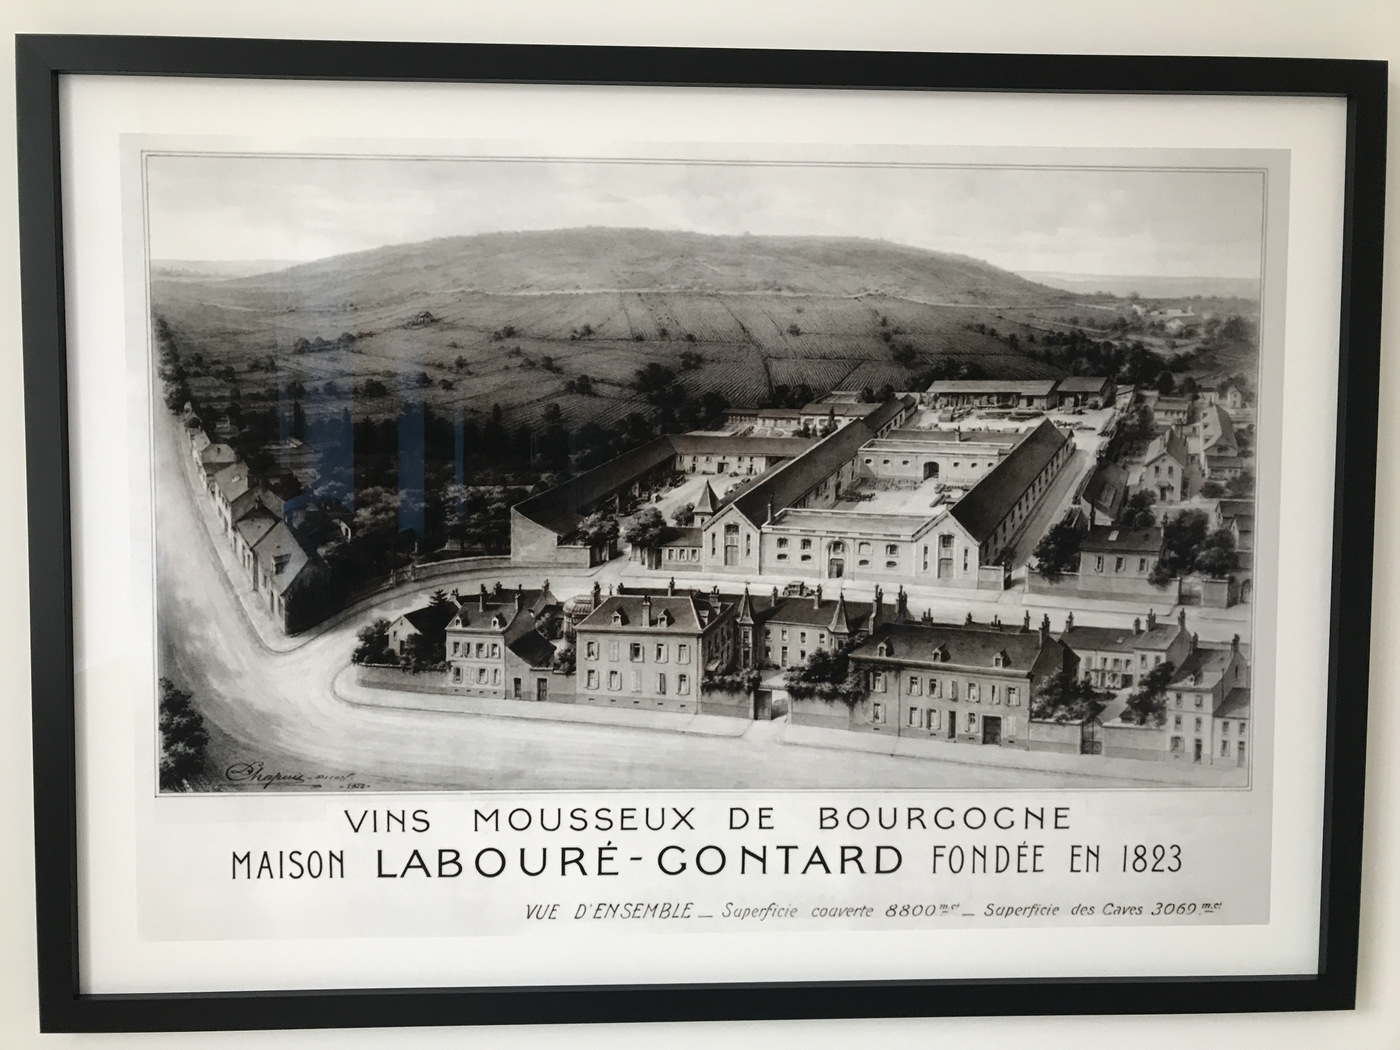 Chapuis
VINS MOUSSEUX DE BOURGOGNE
MAISON LABOURÉ-GONTARD FONDÉE EN 1823
VUE D'ENSEMBLE _ Superficie couverte 8800 m.c! _ Superficie des Caves 3069 m.c!